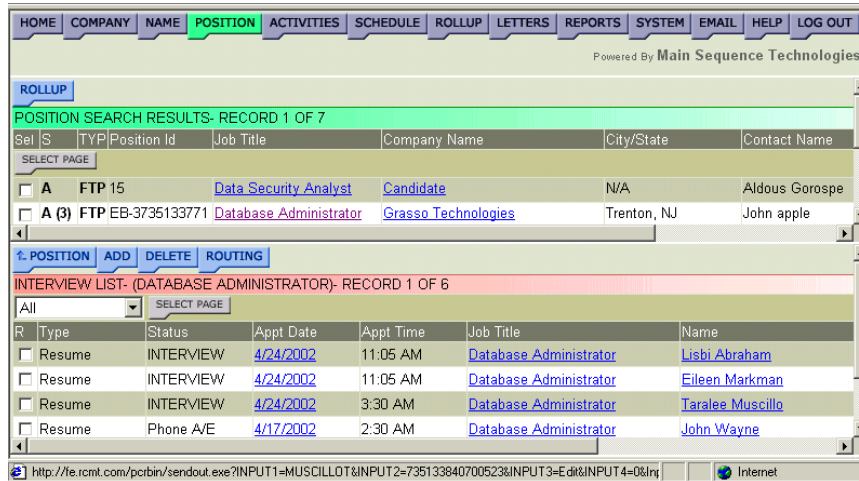 HOME COMPANY NAME POSITION ACTIVITIES SCHEDULE ROLLUP LETTERS REPORTS SYSTEM EMAIL HELP LOG OUT
Powered By Main Sequence Technologies
ROLLUP
POSITION SEARCH RESULTS- RECORD 1 OF 7
Sel S TYP Position Id Job Title Company Name City/State Contact Name
SELECT PAGE
A FTP 15 Data Security Analyst Candidate N/A Aldous Gorospe
A (3) FTP EB-3735133771 Database Administrator Grasso Technologies Trenton, NJ John apple
POSITION ADD DELETE ROUTING
INTERVIEW LIST- (DATABASE ADMINISTRATOR)- RECORD 1 OF 6
All SELECT PAGE
R Type Status Appt Date Appt Time Job Title Name
Resume INTERVIEW 4/24/2002 11:05 AM Database Administrator Lisbi Abraham
Resume INTERVIEW 4/24/2002 11:05 AM Database Administrator Eileen Markman
Resume INTERVIEW 4/24/2002 3:30 AM Database Administrator Taralee Muscillo
Resume Phone A/E 4/17/2002 2:30 AM Database Administrator John Wayne
http://fe.rcmt.com/pcrbin/sendout.exe?INPUT1=MUSCILLOT&INPUT2=735133840700523&INPUT3=Edit&INPUT4=0&Inp Internet